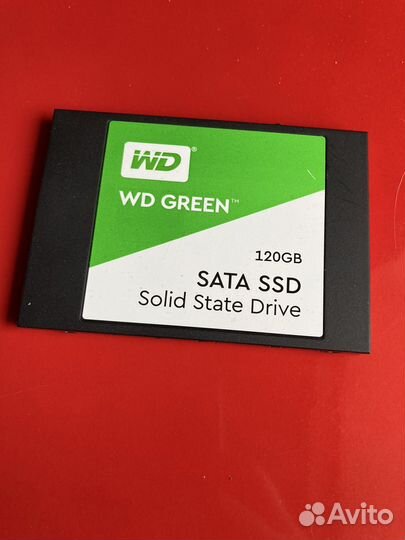 WD®
WD GREEN™
120GB
SATA SSD
Solid State Drive
Avito